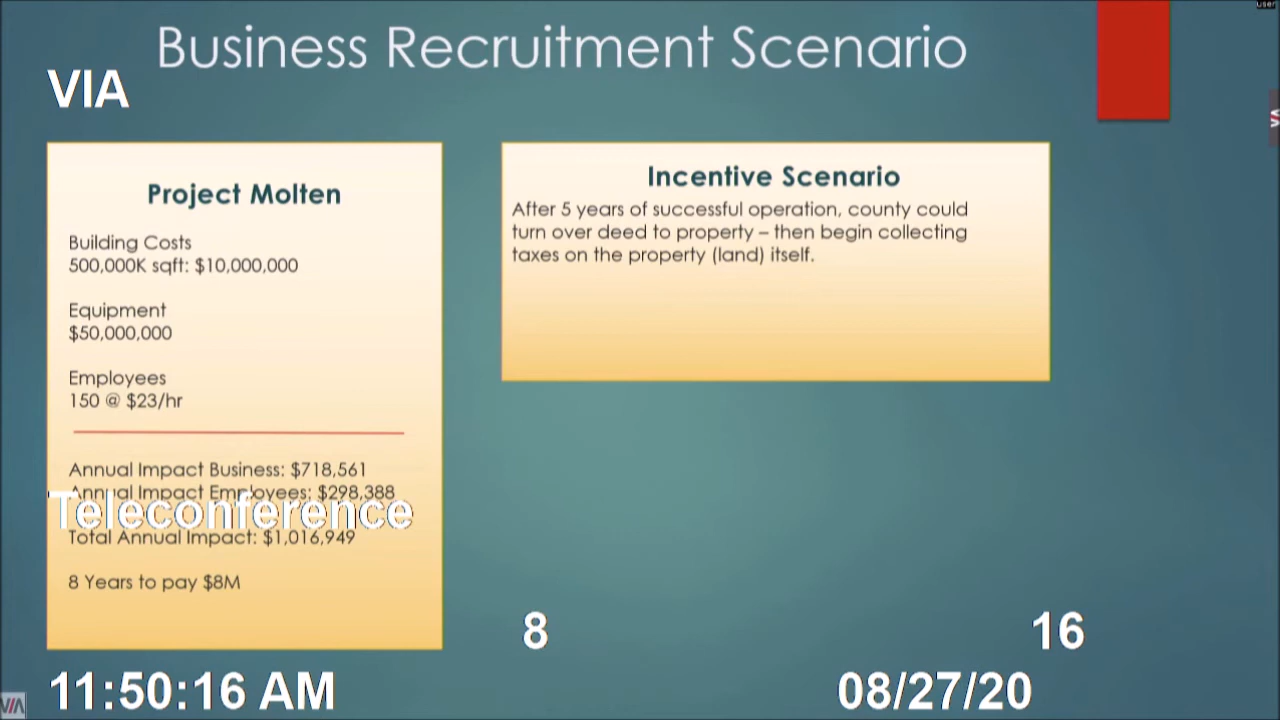 user
Business Recruitment Scenario
VIA
Project Molten
Building Costs
500,000K sqft: $10,000,000
Equipment
$50,000,000
Employees
150 @ $23/hr
Annual Impact Business: $718,561
Annual Impact Employees: $298,388
Teleconference
Total Annual Impact: $1,016,949
8 Years to pay $8M
Incentive Scenario
After 5 years of successful operation, county could
turn over deed to property – then begin collecting
taxes on the property (land) itself.
8
16
11:50:16 AM
08/27/20
VIA